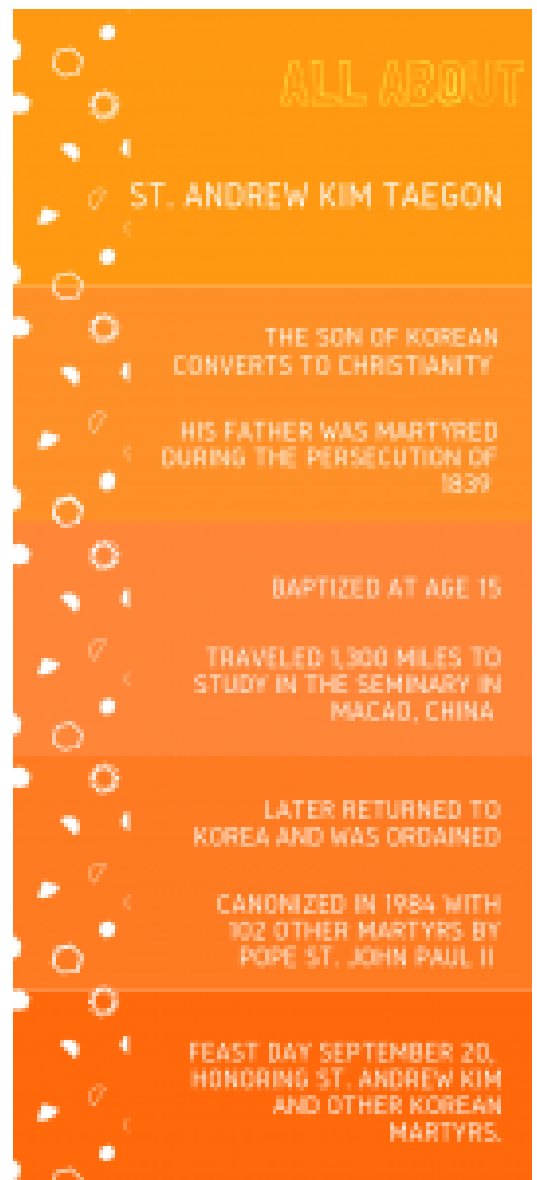 ALL ABOUT
ST. ANDREW KIM TAEGON
THE SON OF KOREAN
CONVERTS TO CHRISTIANITY
HIS FATHER WAS MARTYRED
DURING THE PERSECUTION OF
1839
BAPTIZED AT AGE 15
TRAVELED 1,300 MILES TO
STUDY IN THE SEMINARY IN
MACAO, CHINA
LATER RETURNED TO
KOREA AND WAS ORDAINED
CANONIZED IN 1984 WITH
102 OTHER MARTYRS BY
POPE ST. JOHN PAUL II
FEAST DAY SEPTEMBER 20,
HONORING ST. ANDREW KIM
AND OTHER KOREAN
MARTYRS.